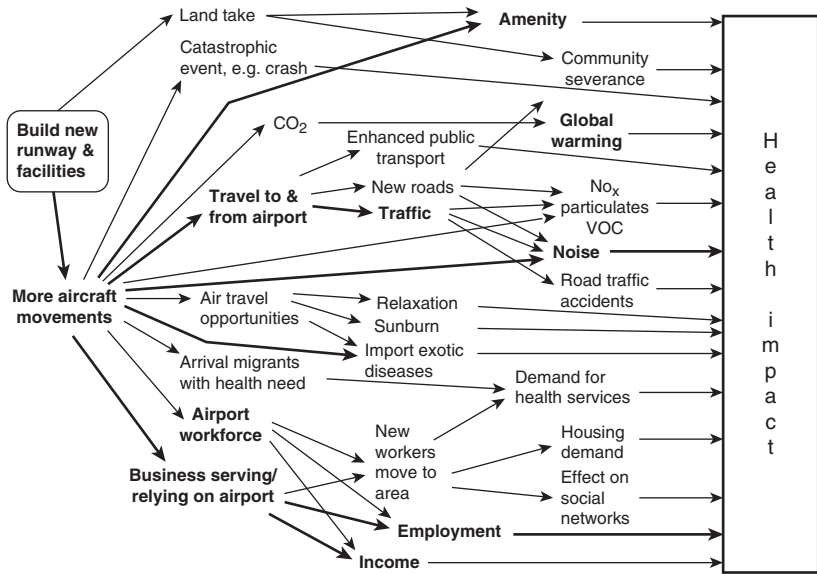 Land take
Amenity
Catastrophic
event, e.g. crash
Community
severance
Build new
runway &
facilities
CO2
Global
warming
Enhanced public
transport
Travel to &
from airport
New roads
Traffic
Nox
particulates
VOC
Noise
More aircraft
movements
Air travel
opportunities
Relaxation
Sunburn
Road traffic
accidents
Import exotic
diseases
Arrival migrants
with health need
Demand for
health services
Airport
workforce
New
workers
move to
area
Housing
demand
Business serving/
relying on airport
Effect on
social
networks
Employment
Income
Health impact